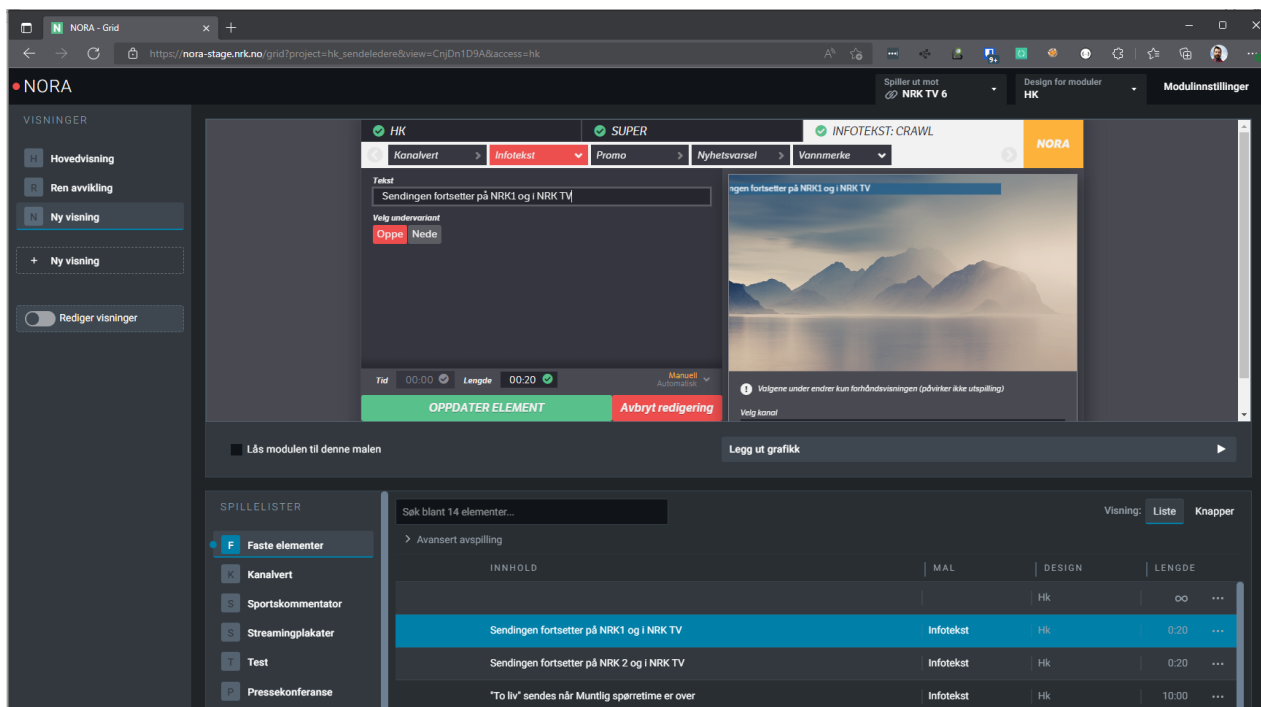 NORA - Grid
https://nora-stage.nrk.no/grid?project=hk_sendeledere&view=CnjDn1D9A&access=hk
9+
NORA
Spiller ut mot
NRK TV 6
Design for moduler
HK
Modulinnstillinger
VISNINGER
H Hovedvisning
R Ren avvikling
N Ny visning
+ Ny visning
Rediger visninger
HK
SUPER
INFOTEKST: CRAWL
NORA
Kanalvert
Infotekst
Promo
Nyhetsvarsel
Vannmerke
Tekst
Sendingen fortsetter på NRK1 og i NRK TV
Velg undervariant
Oppe Nede
ngen fortsetter på NRK1 og i NRK TV
Tid 00:00 Lengde 00:20
Manuell
Automatisk
OPPDATER ELEMENT
Avbryt redigering
Valgene under endrer kun forhåndsvisningen (påvirker ikke utspilling)
Velg kanal
Lås modulen til denne malen
Legg ut grafikk
SPILLELISTER
F Faste elementer
K Kanalvert
S Sportskommentator
S Streamingplakater
T Test
P Pressekonferanse
Søk blant 14 elementer...
Visning: Liste Knapper
> Avansert avspilling
INNHOLD MAL DESIGN LENGDE
Hk ∞ ...
Sendingen fortsetter på NRK1 og i NRK TV Infotekst Hk 0:20 ...
Sendingen fortsetter på NRK 2 og i NRK TV Infotekst Hk 0:20 ...
"To liv" sendes når Muntlig spørretime er over Infotekst Hk 10:00 ...